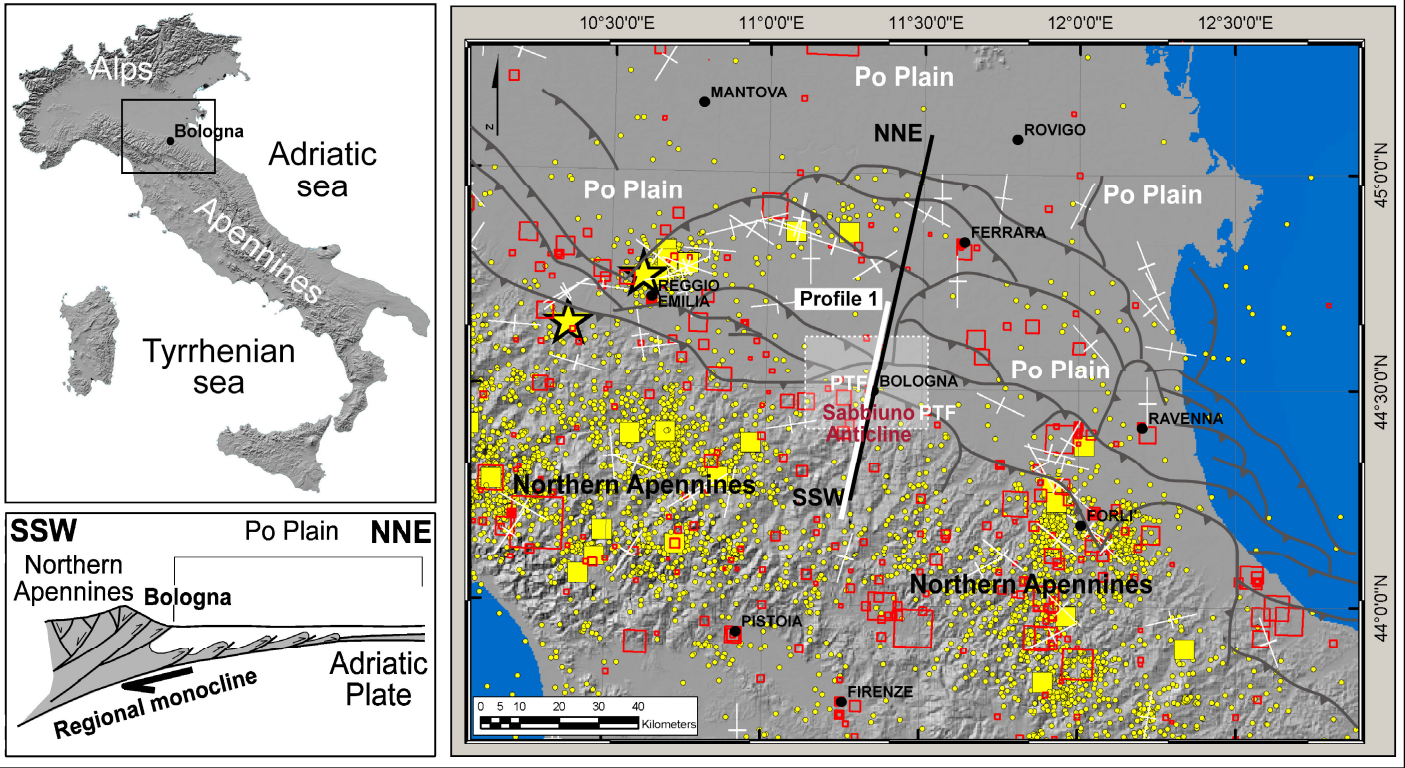 Alps
Bologna
Adriatic
sea
Apennines
Tyrrhenian
sea
SSW
Po Plain
NNE
Northern
Apennines
Bologna
Adriatic
Plate
Regional monocline
10°30'0"E
11°0'0"E
11°30'0"E
12°0'0"E
12°30'0"E
N
Po Plain
MANTOVA
NNE
ROVIGO
45°0'0"N
Po Plain
Po Plain
FERRARA
REGGIO
EMILIA
Profile 1
Po Plain
PTF
BOLOGNA
44°30'0"N
Sabbiuno
PTF
Anticline
RAVENNA
Northern Apennines
SSW
FORLI'
Northern Apennines
44°0'0"N
PISTOIA
FIRENZE
0 5 10 20 30 40
Kilometers